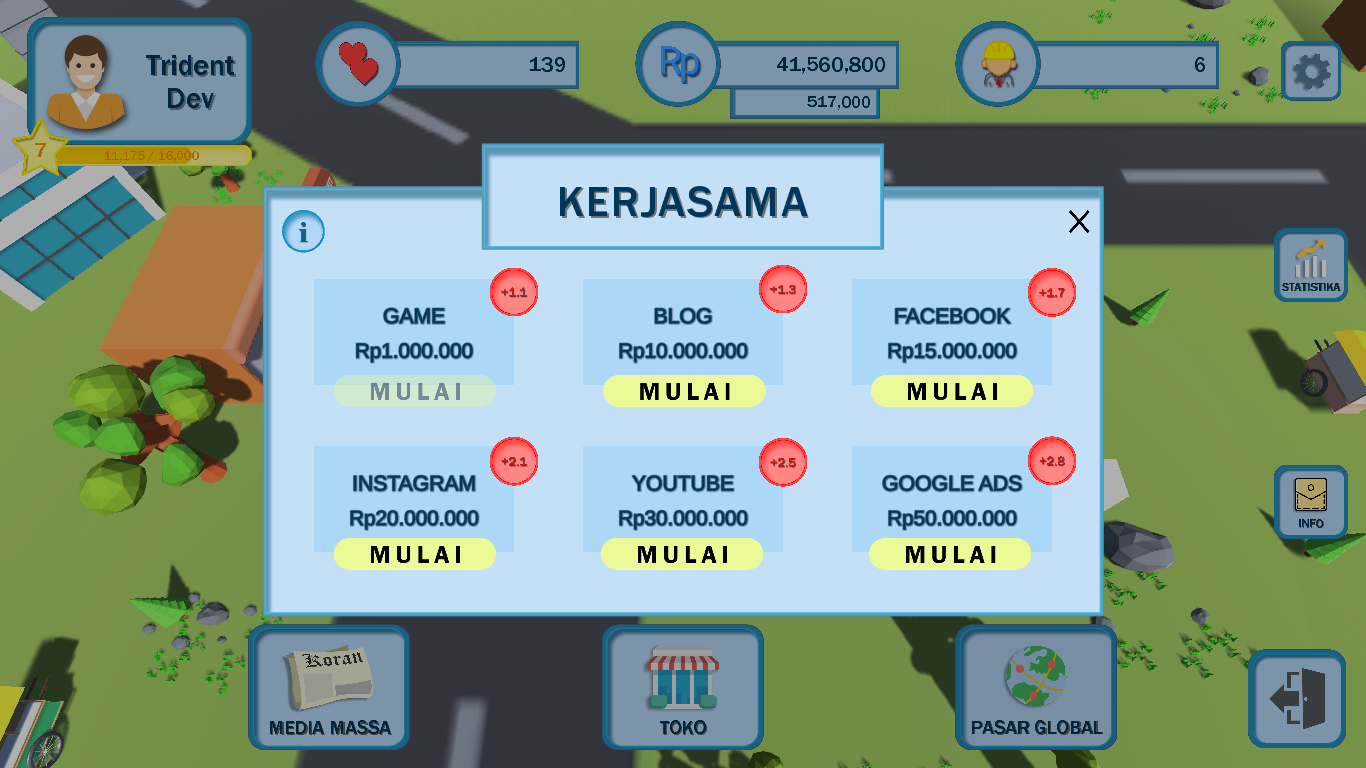 Trident
Dev
7
11,175 / 16,000
139
Rp
41,560,800
517,000
6
KERJASAMA
i
X
+1.1
GAME
Rp1.000.000
MULAI
+1.3
BLOG
Rp10.000.000
MULAI
+1.7
FACEBOOK
Rp15.000.000
MULAI
+2.1
INSTAGRAM
Rp20.000.000
MULAI
+2.5
YOUTUBE
Rp30.000.000
MULAI
+2.8
GOOGLE ADS
Rp50.000.000
MULAI
STATISTIKA
INFO
Koran
MEDIA MASSA
TOKO
PASAR GLOBAL